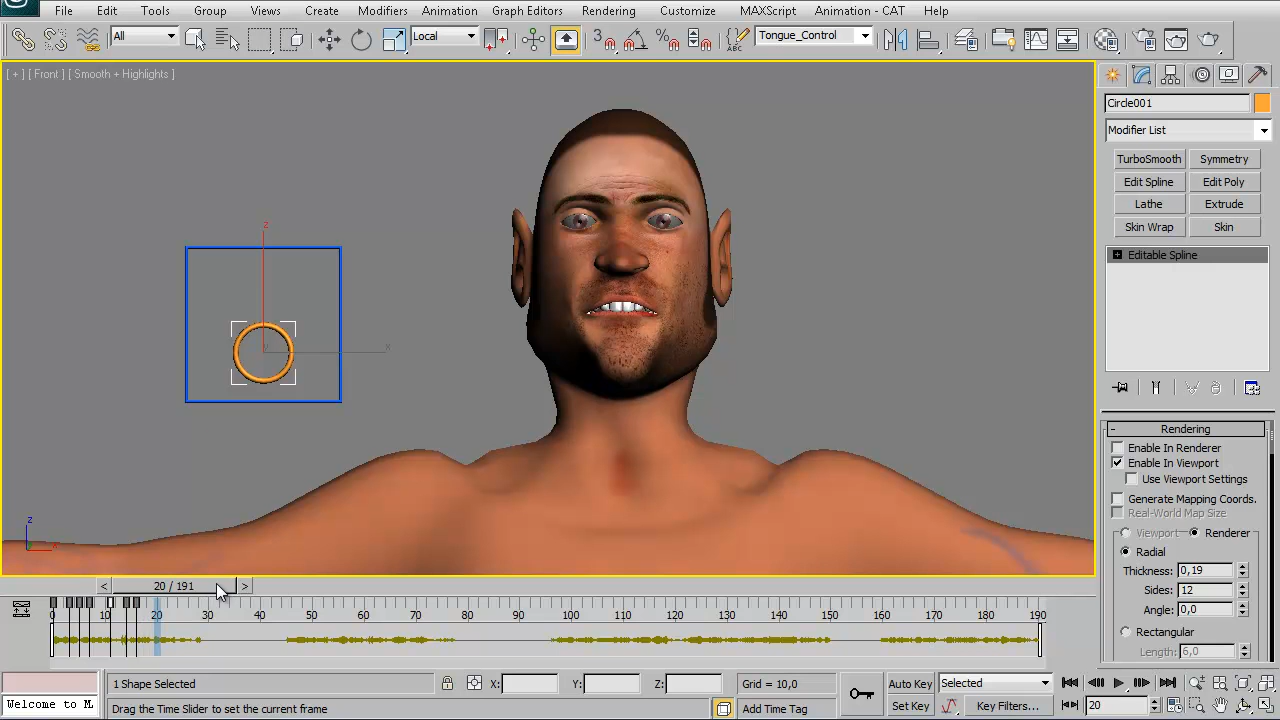 File Edit Tools Group Views Create Modifiers Animation Graph Editors Rendering Customize MAXScript Animation - CAT Help
All Local 3 Tongue_Control
[ + ] [ Front ] [ Smooth + Highlights ]
Circle001
Modifier List
TurboSmooth Symmetry
Edit Spline Edit Poly
Lathe Extrude
Skin Wrap Skin
Editable Spline
z
x
y
z
x
- Rendering
Enable In Renderer
Enable In Viewport
Use Viewport Settings
Generate Mapping Coords.
Real-World Map Size
Viewport Renderer
Radial
Thickness: 0,19
Sides: 12
Angle: 0,0
Rectangular
Length: 6,0
< 20 / 191 >
0 10 20 30 40 50 60 70 80 90 100 110 120 130 140 150 160 170 180 190
1 Shape Selected X: Y: Z: Grid = 10,0 Auto Key Selected
Welcome to M. Drag the Time Slider to set the current frame Add Time Tag Set Key Key Filters... 20